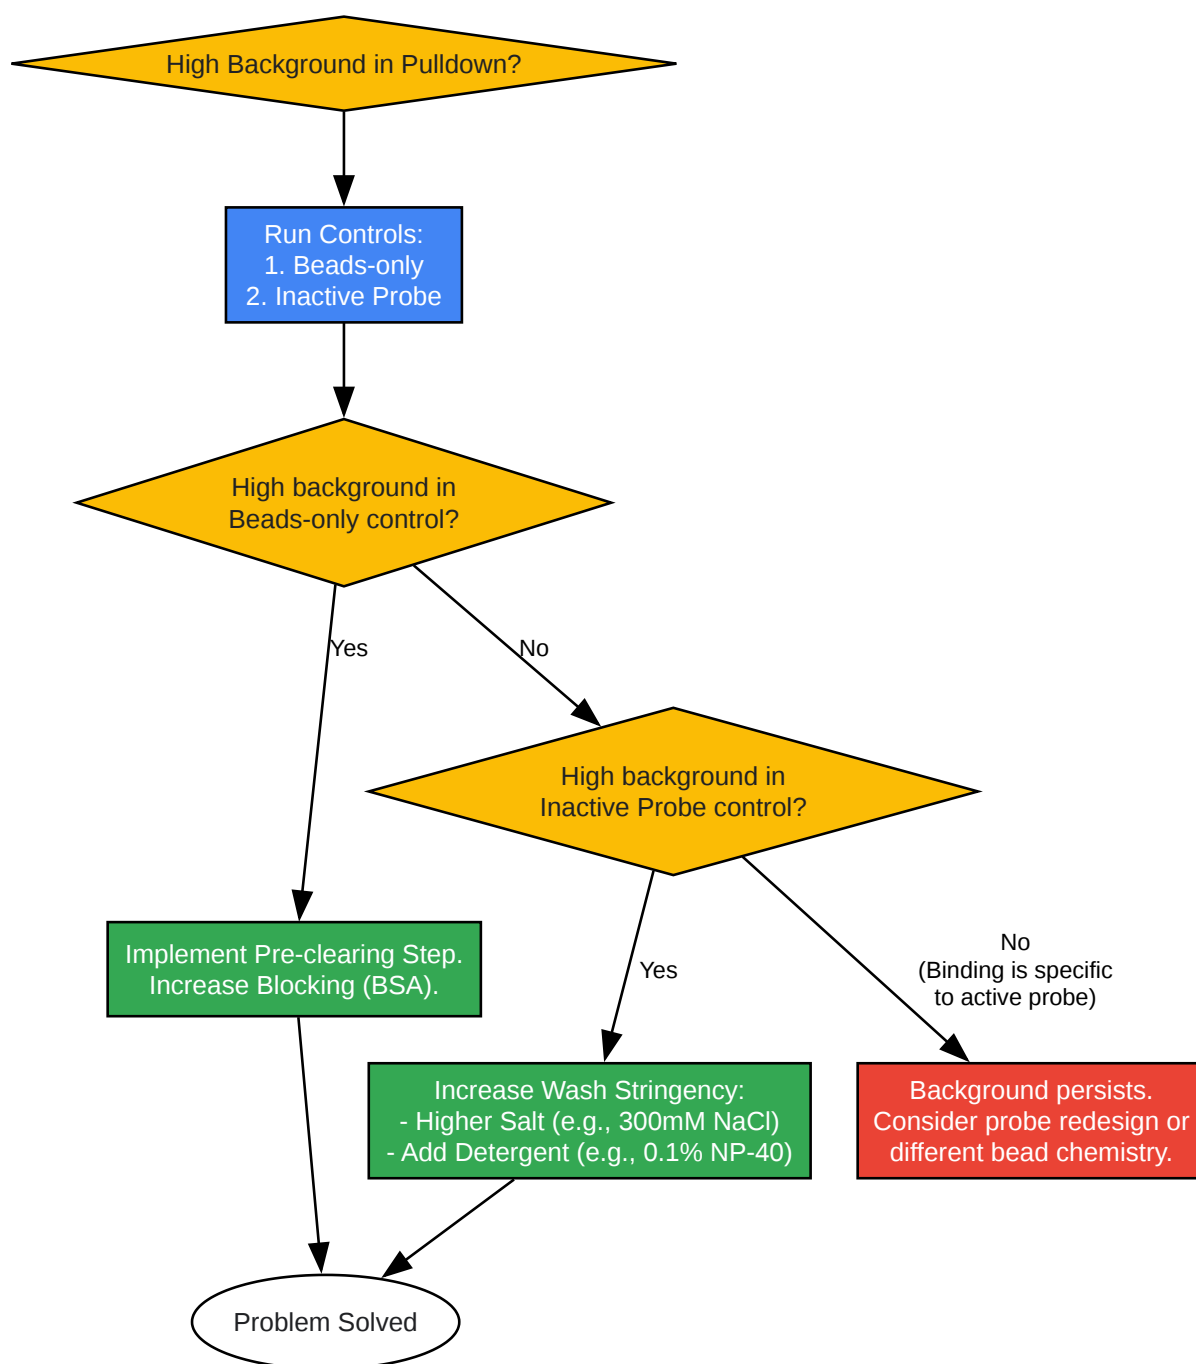 High Background in Pulldown?
Run Controls:
1. Beads-only
2. Inactive Probe
High background in
Beads-only control?
Yes
No
High background in
Inactive Probe control?
Implement Pre-clearing Step.
Increase Blocking (BSA).
Yes
No
(Binding is specific
to active probe)
Increase Wash Stringency:
- Higher Salt (e.g., 300mM NaCl)
- Add Detergent (e.g., 0.1% NP-40)
Background persists.
Consider probe redesign or
different bead chemistry.
Problem Solved